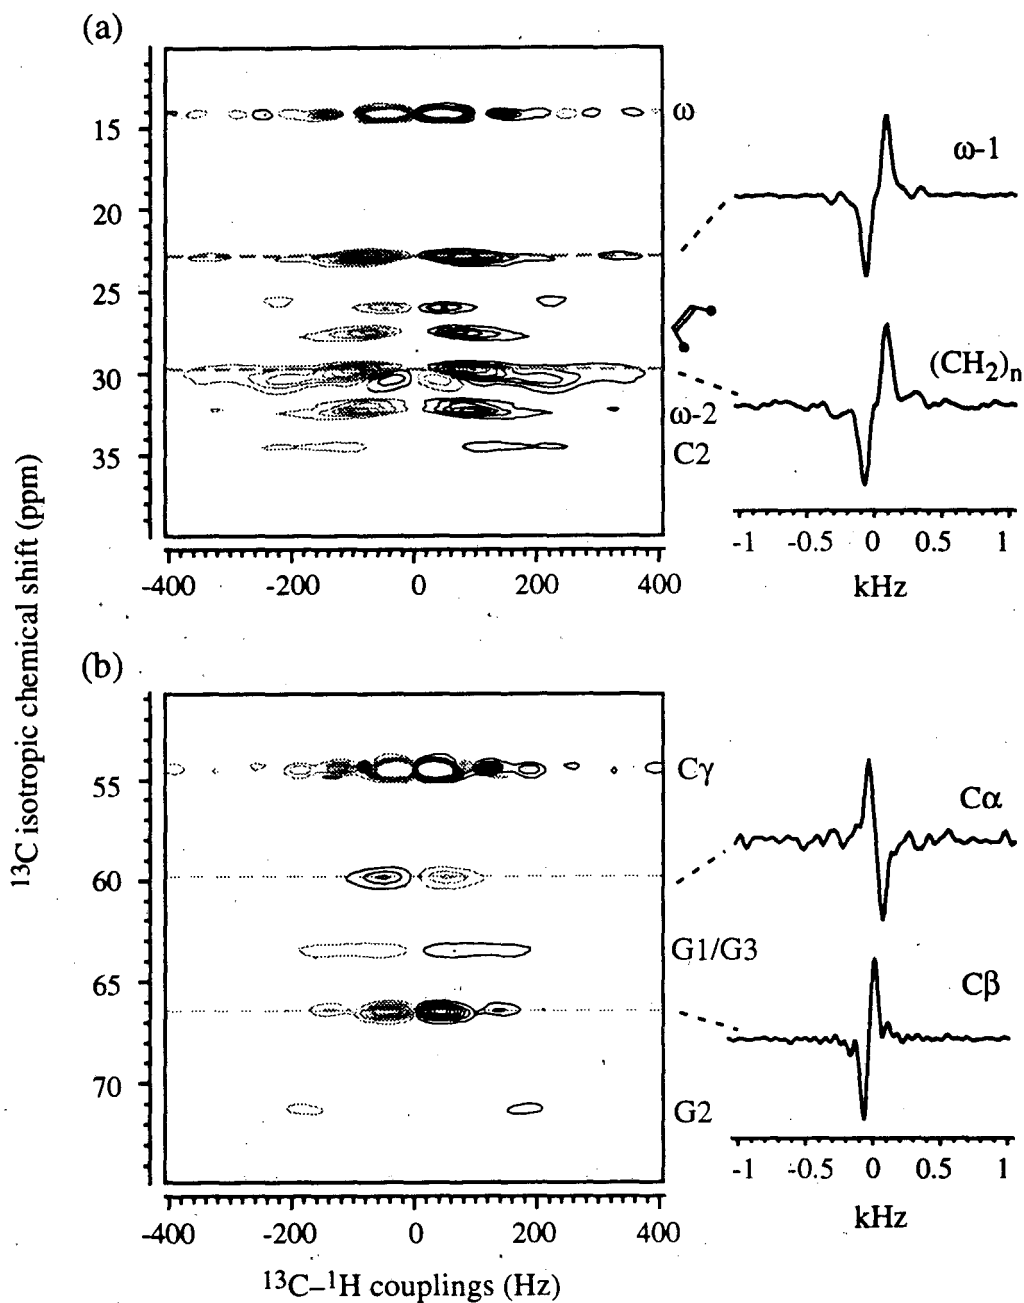 (a)
15
20
25
30
35
ω
ω-1
(CH2)n
ω-2
C2
-400 -200 0 200 400
-1 -0.5 0 0.5 1
kHz
13C isotropic chemical shift (ppm)
(b)
55
60
65
70
Cγ
Cα
G1/G3
Cβ
G2
-400 -200 0 200 400
-1 -0.5 0 0.5 1
kHz
13C–1H couplings (Hz)